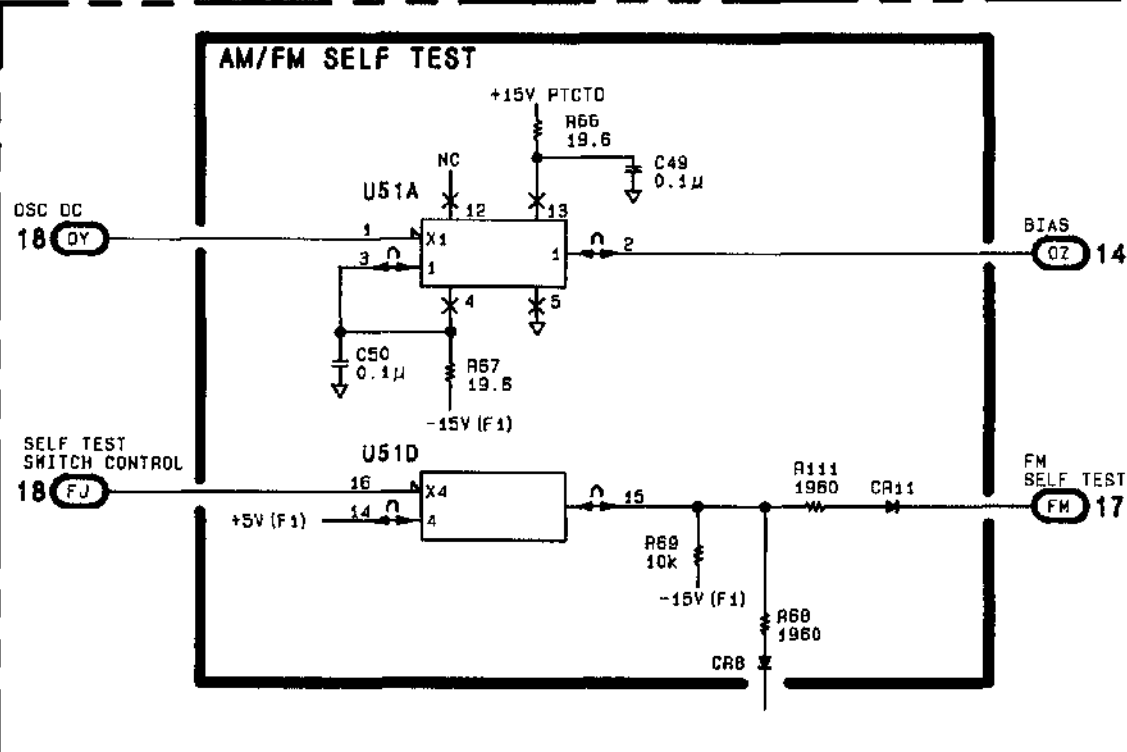 AM/FM SELF TEST
+15V PTCTD
R66
19.6
C49
0.1µ
NC
U51A
12
13
OSC DC
18 OY
1
X1
3
1
1
2
BIAS
OZ 14
4
5
C50
0.1µ
R67
19.6
-15V (F1)
SELF TEST
SWITCH CONTROL
18 FJ
U51D
16
X4
14
4
+5V (F1)
15
R111
1960
CR11
FM
SELF TEST
FM 17
R69
10k
-15V (F1)
R68
1960
CR8